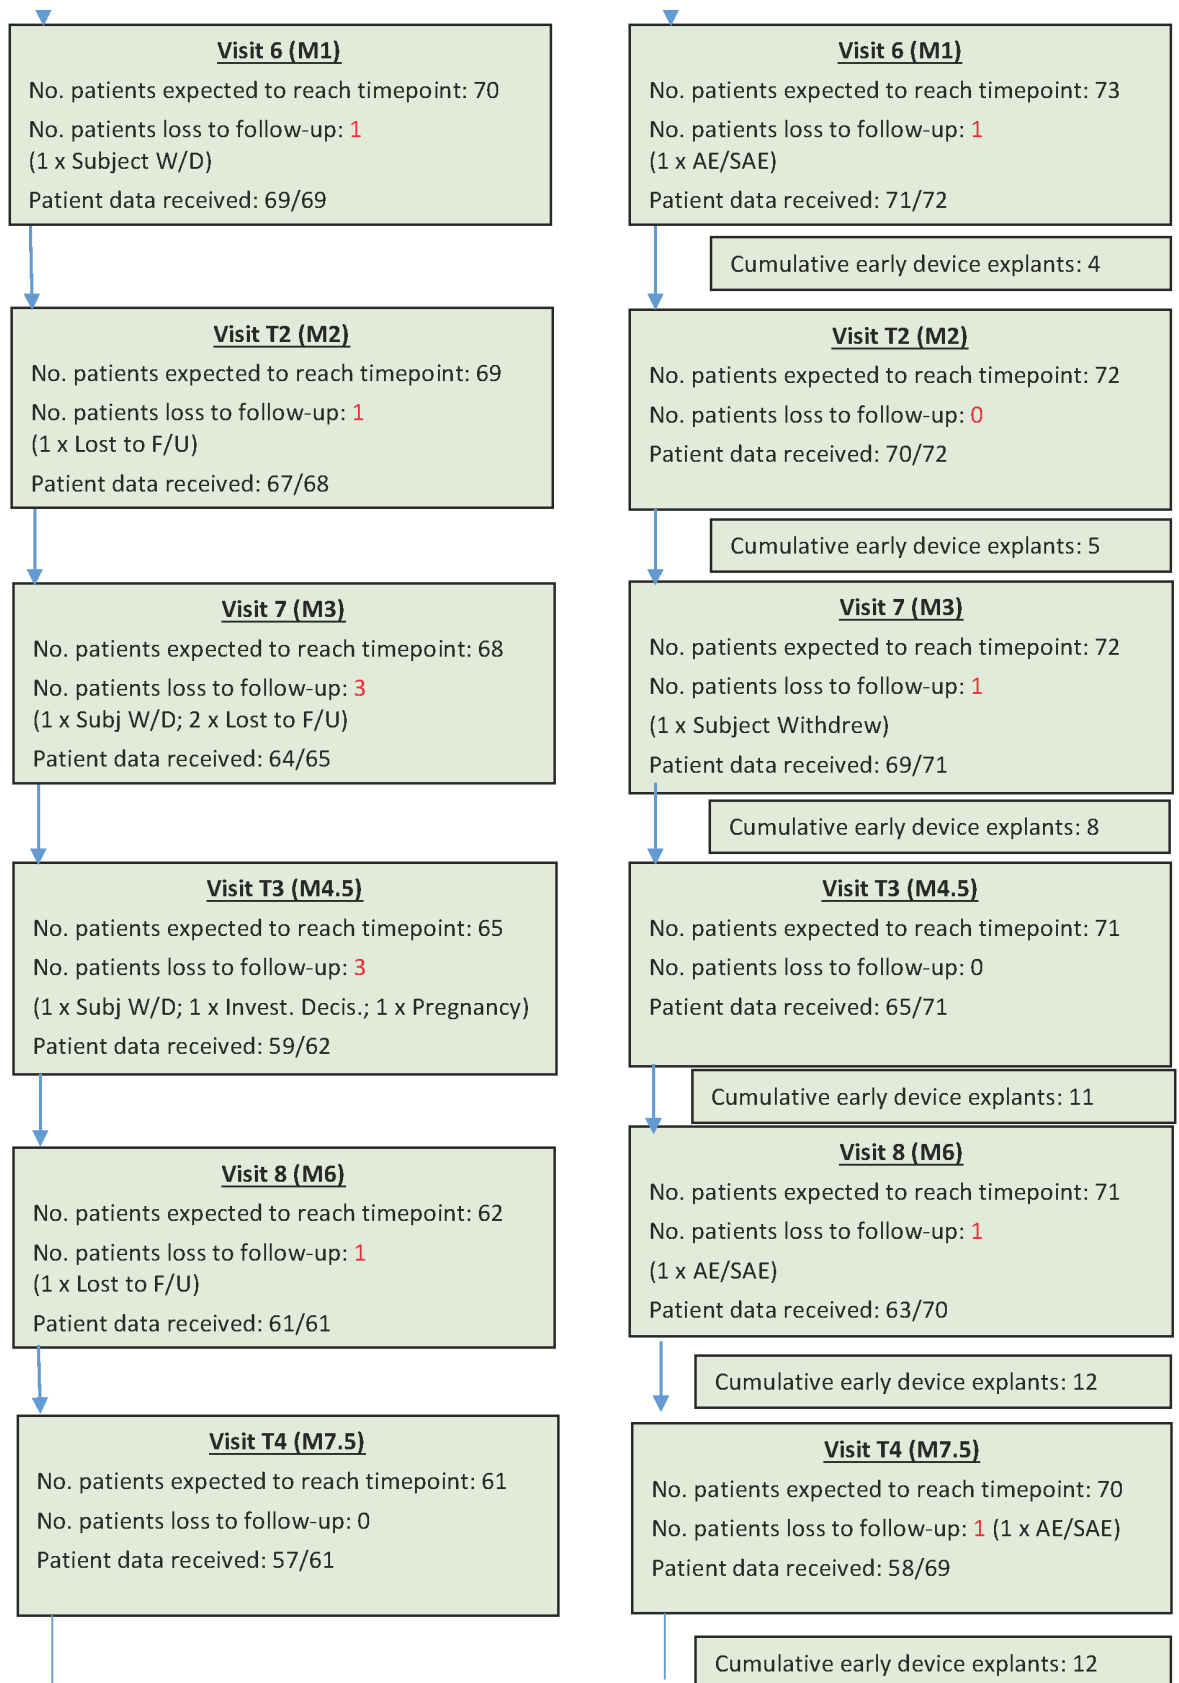 Visit 6 (M1)
No. patients expected to reach timepoint: 70
No. patients loss to follow-up: 1
(1 x Subject W/D)
Patient data received: 69/69
Visit T2 (M2)
No. patients expected to reach timepoint: 69
No. patients loss to follow-up: 1
(1 x Lost to F/U)
Patient data received: 67/68
Visit 7 (M3)
No. patients expected to reach timepoint: 68
No. patients loss to follow-up: 3
(1 x Subj W/D; 2 x Lost to F/U)
Patient data received: 64/65
Visit T3 (M4.5)
No. patients expected to reach timepoint: 65
No. patients loss to follow-up: 3
(1 x Subj W/D; 1 x Invest. Decis.; 1 x Pregnancy)
Patient data received: 59/62
Visit 8 (M6)
No. patients expected to reach timepoint: 62
No. patients loss to follow-up: 1
(1 x Lost to F/U)
Patient data received: 61/61
Visit T4 (M7.5)
No. patients expected to reach timepoint: 61
No. patients loss to follow-up: 0
Patient data received: 57/61
Visit 6 (M1)
No. patients expected to reach timepoint: 73
No. patients loss to follow-up: 1
(1 x AE/SAE)
Patient data received: 71/72
Cumulative early device explants: 4
Visit T2 (M2)
No. patients expected to reach timepoint: 72
No. patients loss to follow-up: 0
Patient data received: 70/72
Cumulative early device explants: 5
Visit 7 (M3)
No. patients expected to reach timepoint: 72
No. patients loss to follow-up: 1
(1 x Subject Withdrew)
Patient data received: 69/71
Cumulative early device explants: 8
Visit T3 (M4.5)
No. patients expected to reach timepoint: 71
No. patients loss to follow-up: 0
Patient data received: 65/71
Cumulative early device explants: 11
Visit 8 (M6)
No. patients expected to reach timepoint: 71
No. patients loss to follow-up: 1
(1 x AE/SAE)
Patient data received: 63/70
Cumulative early device explants: 12
Visit T4 (M7.5)
No. patients expected to reach timepoint: 70
No. patients loss to follow-up: 1 (1 x AE/SAE)
Patient data received: 58/69
Cumulative early device explants: 12